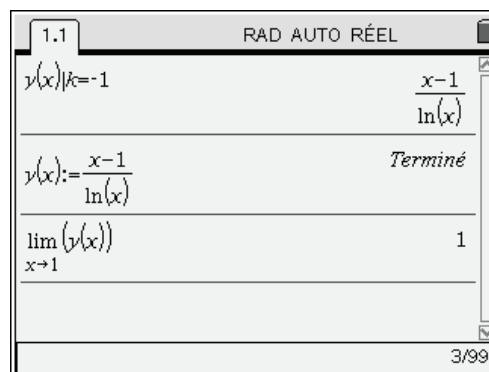 1.1 RAD AUTO RÉEL
y(x)|k=-1
x-1
ln(x)
y(x):=x-1
ln(x)
Terminé
lim (y(x))
x→1
1
3/99